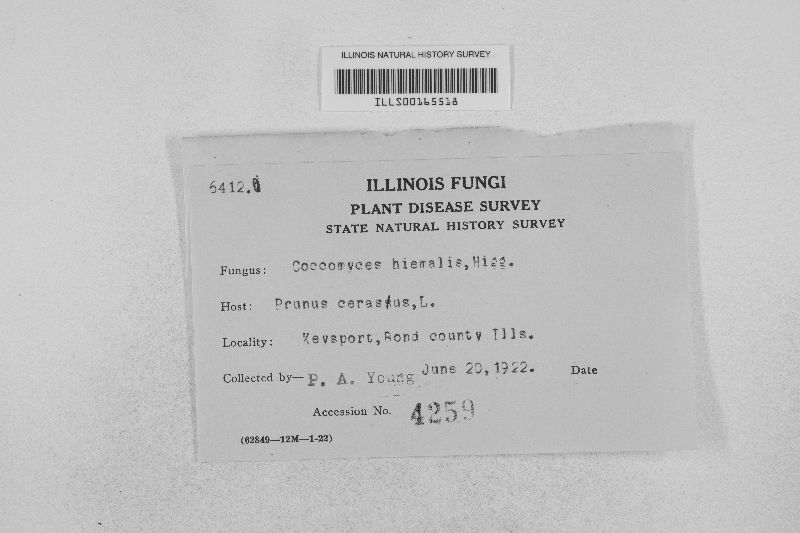 ILLINOIS NATURAL HISTORY SURVEY
ILLS00165518
6412.
ILLINOIS FUNGI
PLANT DISEASE SURVEY
STATE NATURAL HISTORY SURVEY
Fungus: Coccomyces hiemalis, Higg.
Host: Prunus cerasus, L.
Locality: Keysport, Bond county Ills.
Collected by— P. A. Young June 20, 1922. Date
Accession No. 4259
(62849—12M—1-22)